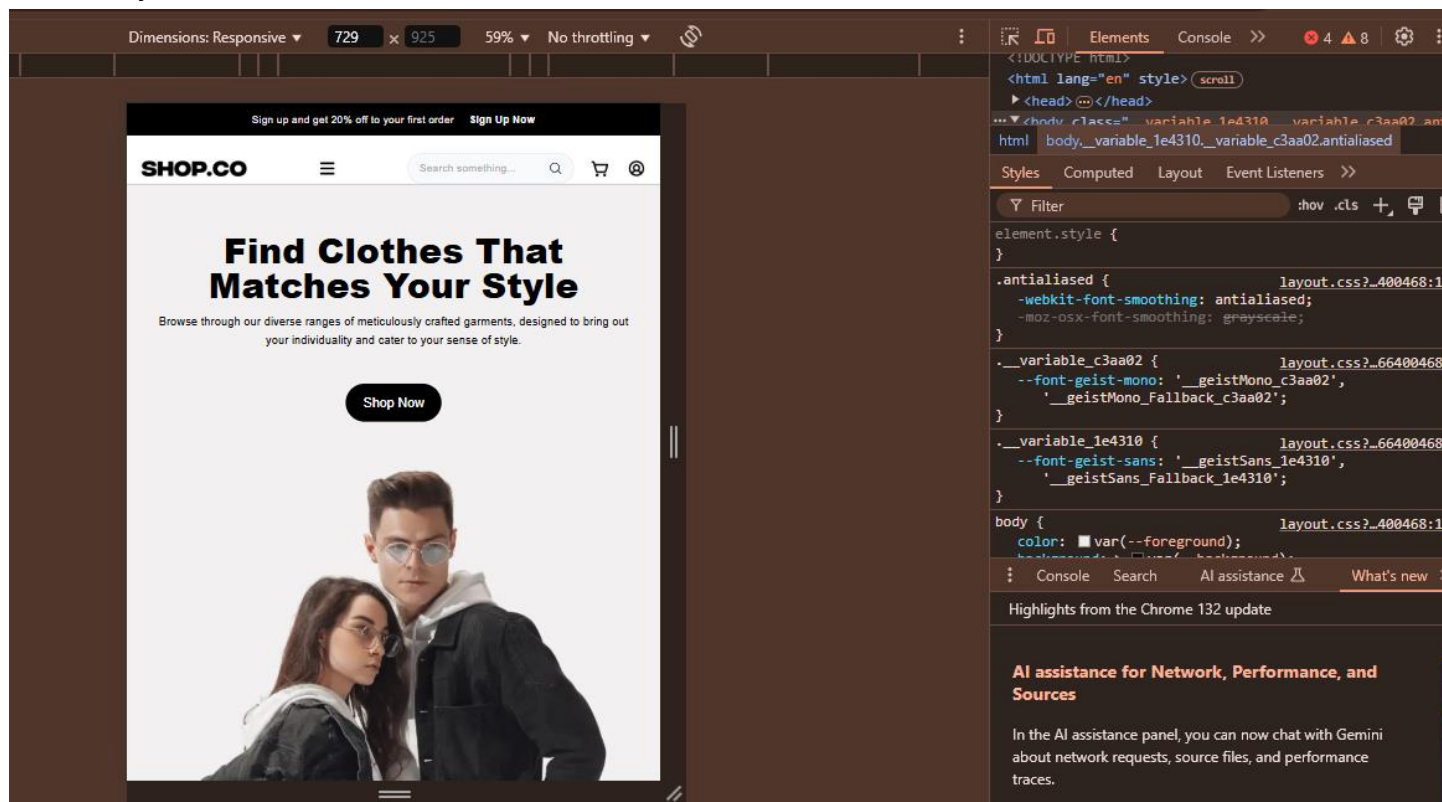 Dimensions: Responsive ▼ 729 × 925 59% ▼ No throttling ▼
Elements Console >> 4 8
Sign up and get 20% off to your first order Sign Up Now
SHOP.CO Search something...
Find Clothes That
Matches Your Style
Browse through our diverse ranges of meticulously crafted garments, designed to bring out
your individuality and cater to your sense of style.
Shop Now
<!DOCTYPE html>
<html lang="en" style> scroll
▶ <head> … </head>
… ▼ <body class="__variable_1e4310 __variable_c3aa02 an
html body.__variable_1e4310.__variable_c3aa02.antialiased
Styles Computed Layout Event Listeners >>
Filter :hov .cls +
element.style {
}
.antialiased { layout.css?…400468:1
-webkit-font-smoothing: antialiased;
-moz-osx-font-smoothing: grayscale;
}
.__variable_c3aa02 { layout.css?…66400468
--font-geist-mono: '__geistMono_c3aa02',
'__geistMono_Fallback_c3aa02';
}
.__variable_1e4310 { layout.css?…66400468
--font-geist-sans: '__geistSans_1e4310',
'__geistSans_Fallback_1e4310';
}
body { layout.css?…400468:1
color: var(--foreground);
background: ▶ var(--background);
Console Search AI assistance What's new
Highlights from the Chrome 132 update
AI assistance for Network, Performance, and
Sources
In the AI assistance panel, you can now chat with Gemini
about network requests, source files, and performance
traces.